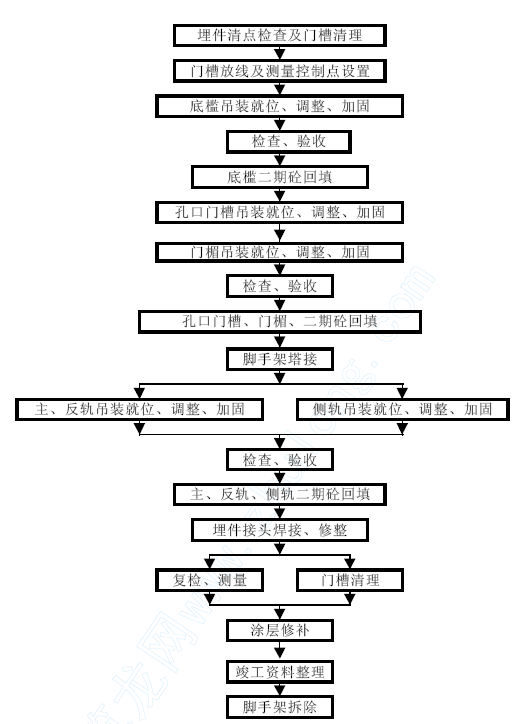 埋件清点检查及门槽清理
门槽放线及测量控制点设置
底槛吊装就位、调整、加固
检查、验收
底槛二期砼回填
孔口门槽吊装就位、调整、加固
门楣吊装就位、调整、加固
检查、验收
孔口门槽、门楣、二期砼回填
脚手架塔接
主、反轨吊装就位、调整、加固
侧轨吊装就位、调整、加固
检查、验收
主、反轨、侧轨二期砼回填
埋件接头焊接、修整
复检、测量
门槽清理
涂层修补
竣工资料整理
脚手架拆除